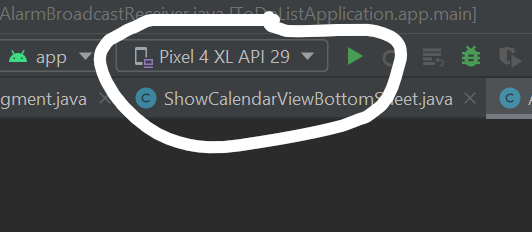 AlarmBroadcastReceiver.java [ToDoListApplication.app.main]
app Pixel 4 XL API 29
gment.java ShowCalendarViewBottomSheet.java